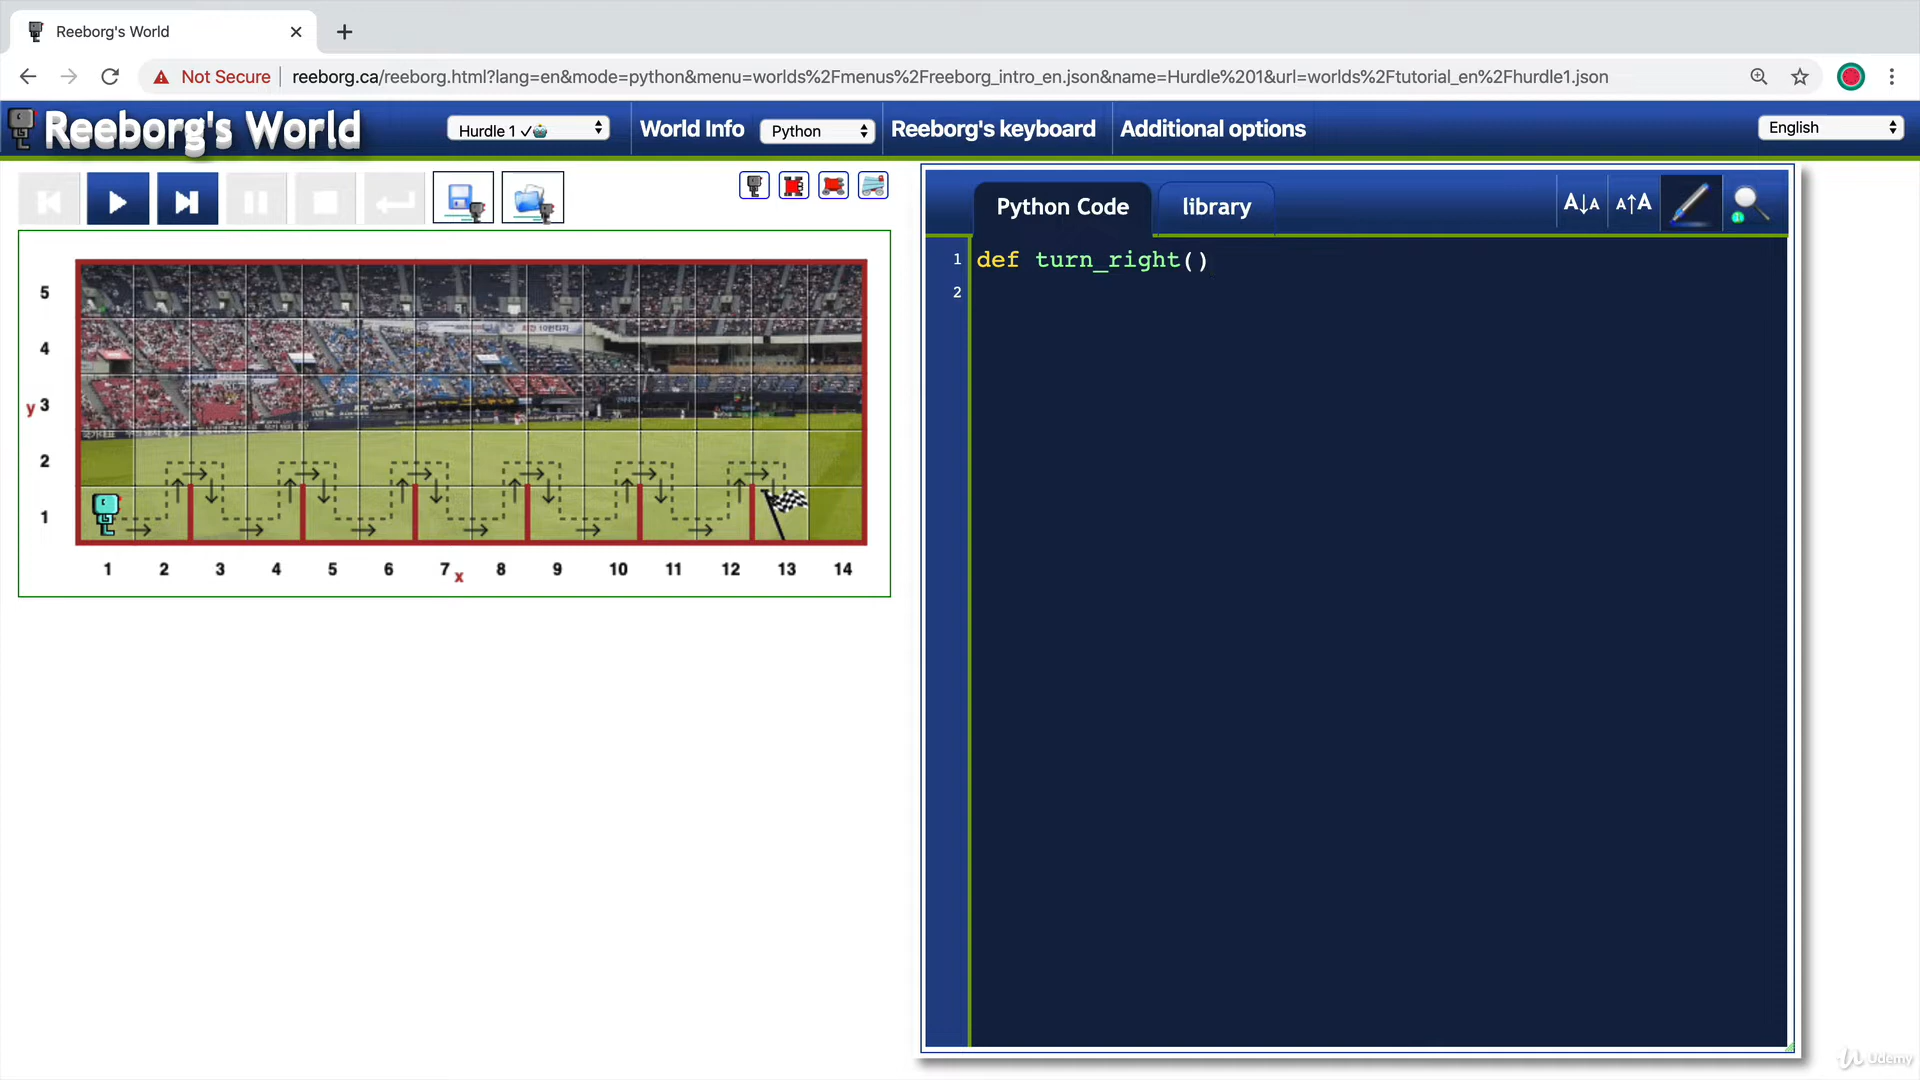 Reeborg's World
Not Secure
reeborg.ca/reeborg.html?lang=en&mode=python&menu=worlds%2Fmenus%2Freeborg_intro_en.json&name=Hurdle%201&url=worlds%2Ftutorial_en%2Fhurdle1.json
Reeborg's World
Hurdle 1
World Info
Python
Reeborg's keyboard
Additional options
English
Python Code
library
A↓A
A↑A
1 def turn_right()
2
5
4
y 3
2
1
1 2 3 4 5 6 7 8 9 10 11 12 13 14
x
Udemy